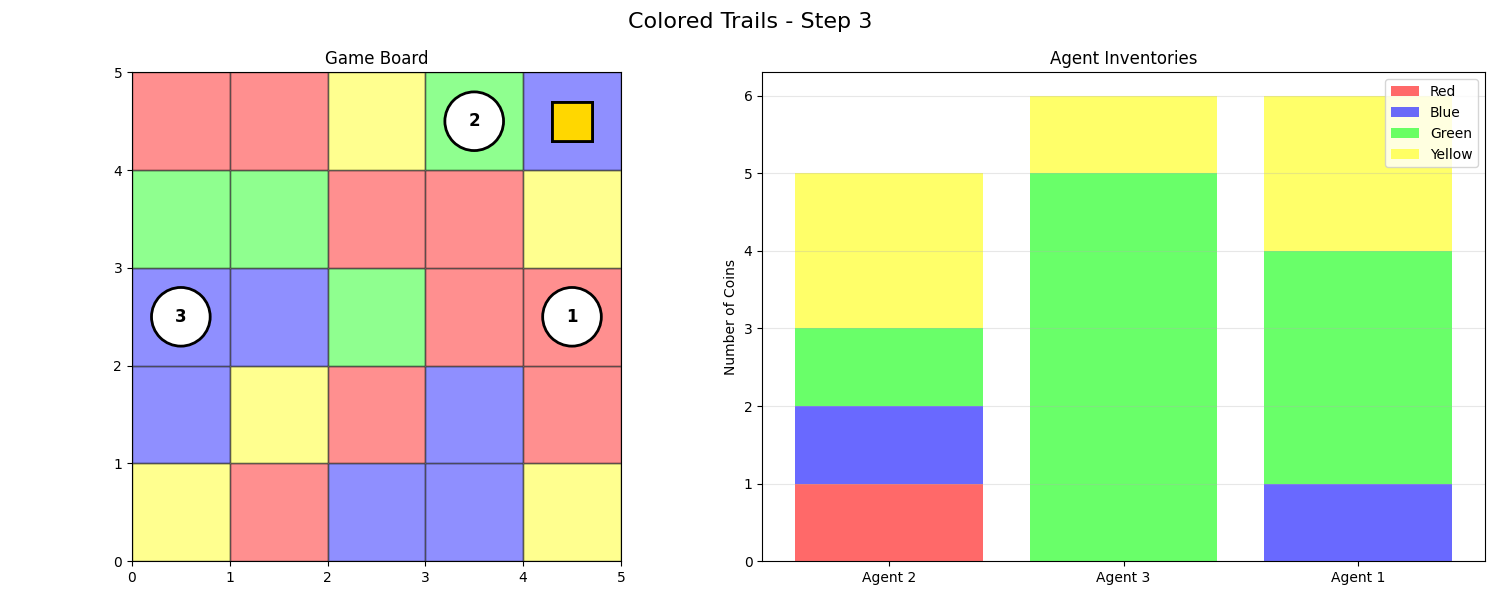 Colored Trails - Step 3
Game Board
5
4
3
2
1
0
0 1 2 3 4 5
2
3
1
Agent Inventories
Number of Coins
6
5
4
3
2
1
0
Agent 2 Agent 3 Agent 1
Red
Blue
Green
Yellow